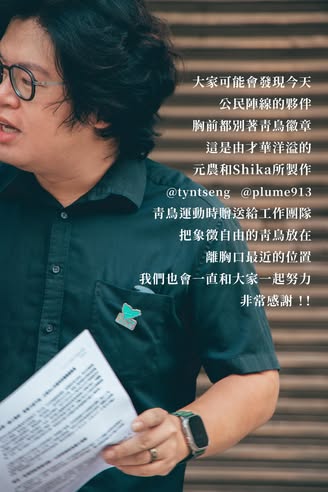 大家可能會發現今天
公民陣線的夥伴
胸前都別著青鳥徽章
這是由才華洋溢的
元農和Shika所製作
@tyntseng @plume913
青鳥運動時贈送給工作團隊
把象徵自由的青鳥放在
離胸口最近的位置
我們也會一直和大家一起努力
非常感謝 !!